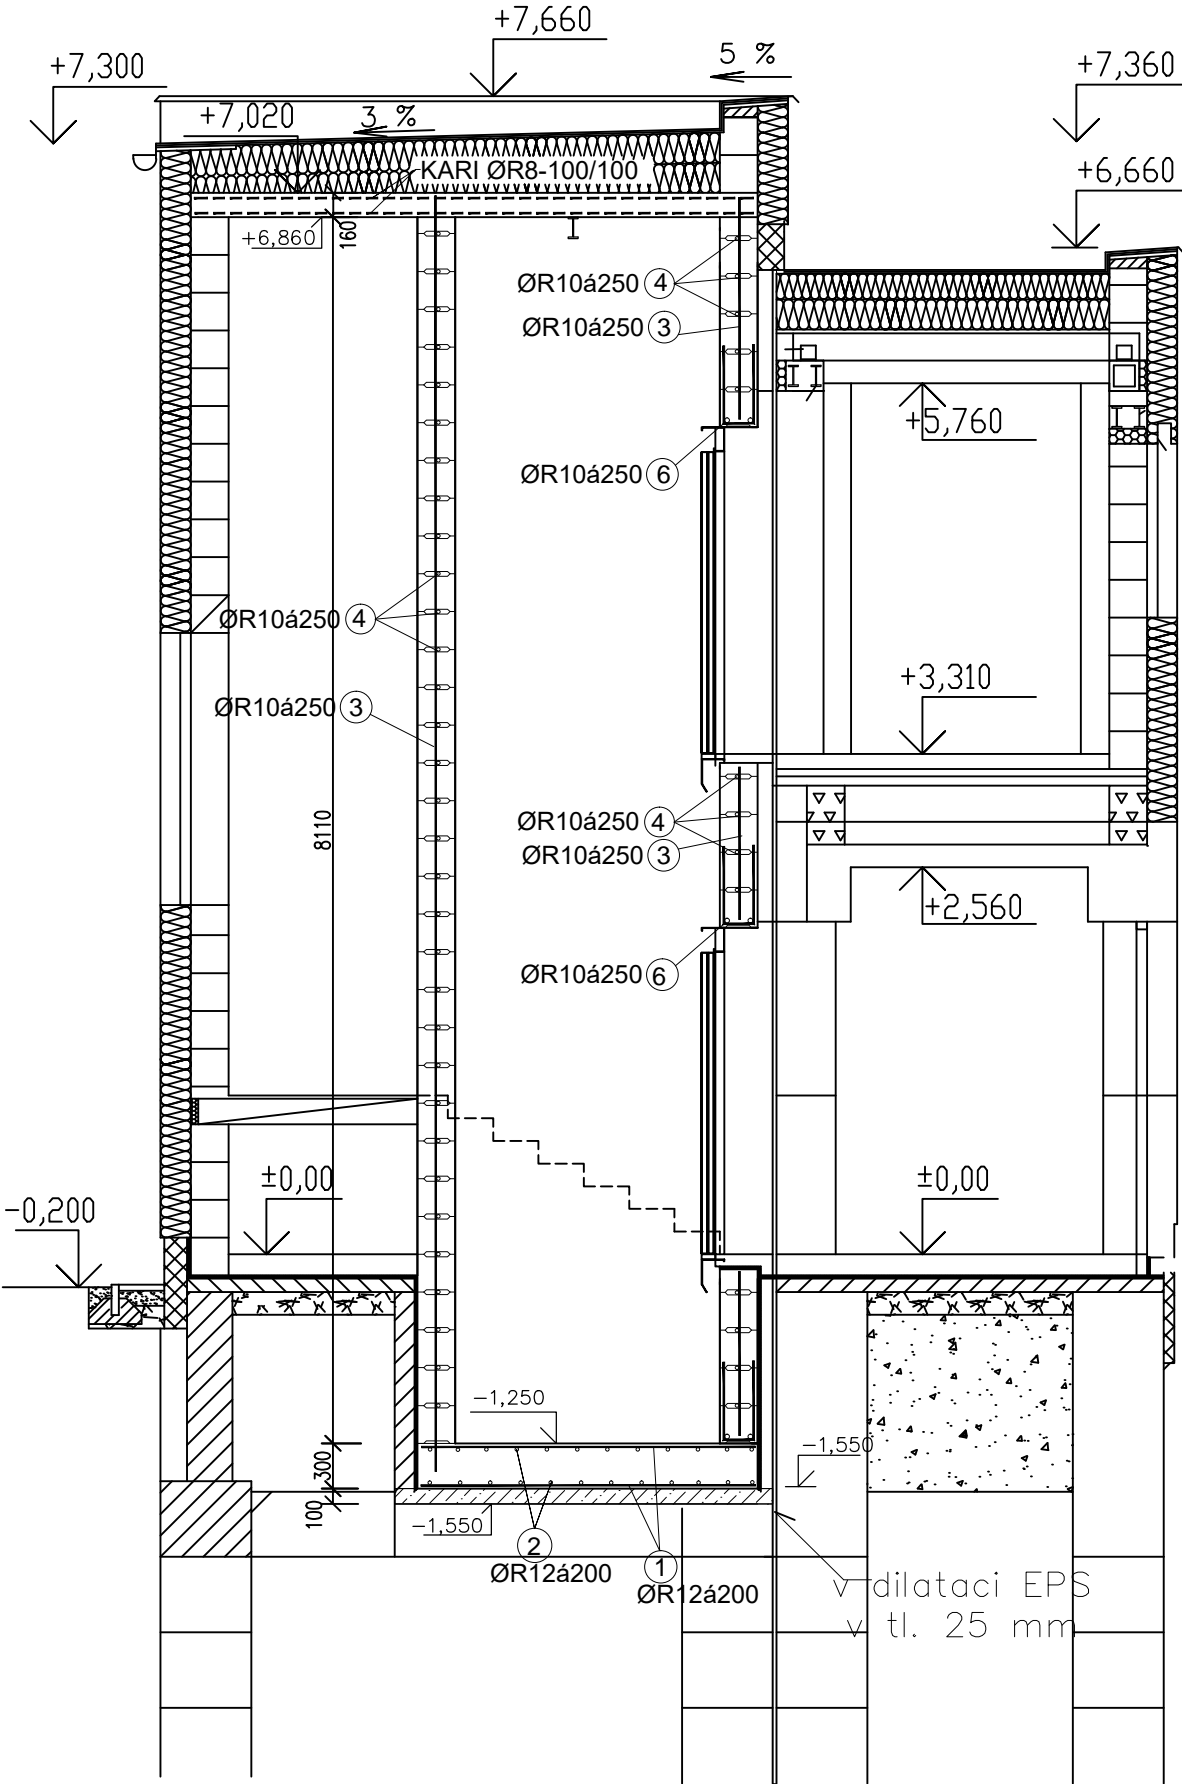 +7,660
+7,300
5 %
+7,360
+7,020
3 %
KARI ØR8-100/100
+6,660
+6,860
160
ØR10á250 4
ØR10á250 3
+5,760
ØR10á250 6
ØR10á250 4
+3,310
ØR10á250 3
8110
ØR10á250 4
ØR10á250 3
+2,560
ØR10á250 6
±0,00
±0,00
-0,200
-1,250
-1,550
300
100
-1,550
2
ØR12á200
1
ØR12á200
v dilataci EPS
v tl. 25 mm